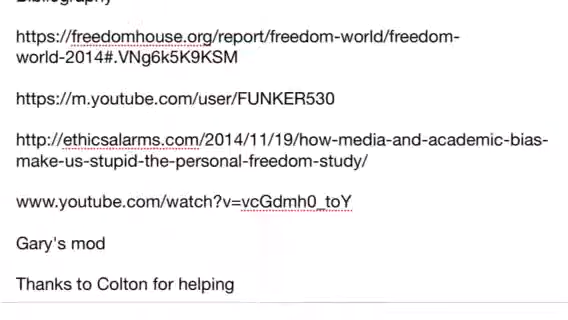 Bibliography
https://freedomhouse.org/report/freedom-world/freedom-
world-2014#.VNg6k5K9KSM
https://m.youtube.com/user/FUNKER530
http://ethicsalarms.com/2014/11/19/how-media-and-academic-bias-
make-us-stupid-the-personal-freedom-study/
www.youtube.com/watch?v=vcGdmh0_toY
Gary's mod
Thanks to Colton for helping